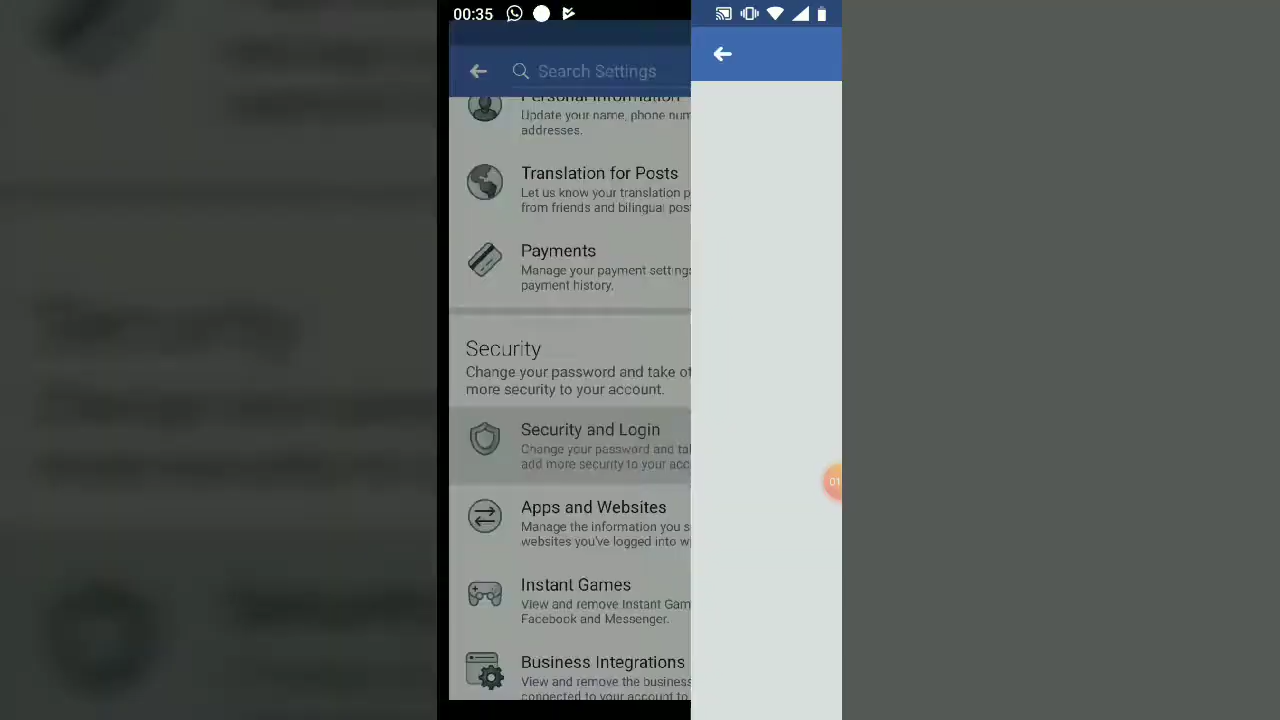 00:35
Search Settings
Personal Information
Update your name, phone num
addresses.
Translation for Posts
Let us know your translation p
from friends and bilingual pos
Payments
Manage your payment settings
payment history.
Security
Change your password and take ot
more security to your account.
Security and Login
Change your password and ta
add more security to your acc
Apps and Websites
Manage the information you s
websites you've logged into w
Instant Games
View and remove Instant Gam
Facebook and Messenger.
Business Integrations
View and remove the business
connected to your account to
01